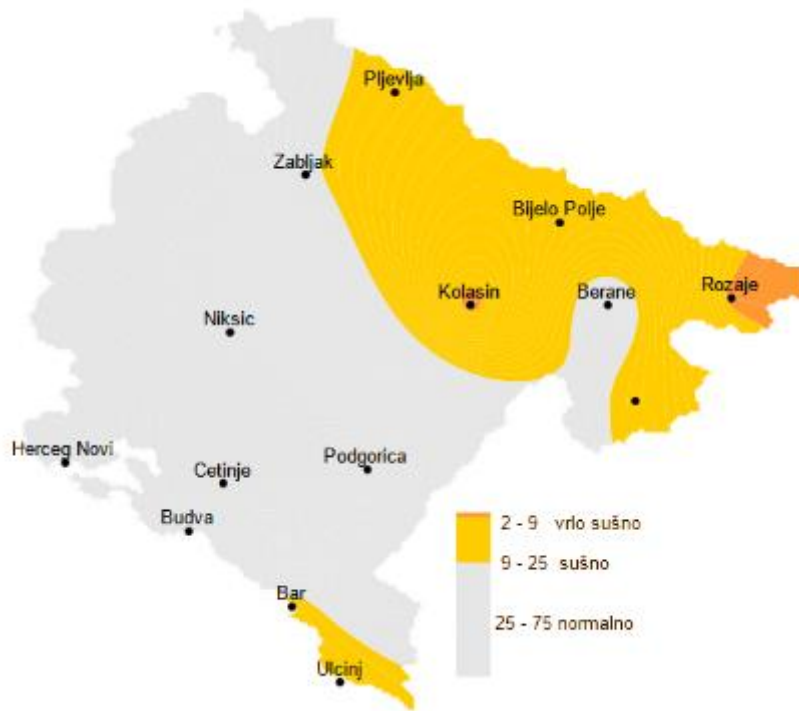 Pljevlja
Zabljak
Bijelo Polje
Kolasin
Berane
Rozaje
Niksic
Herceg Novi
Cetinje
Podgorica
Budva
2 - 9 vrlo sušno
9 - 25 sušno
Bar
25 - 75 normalno
Ulcinj